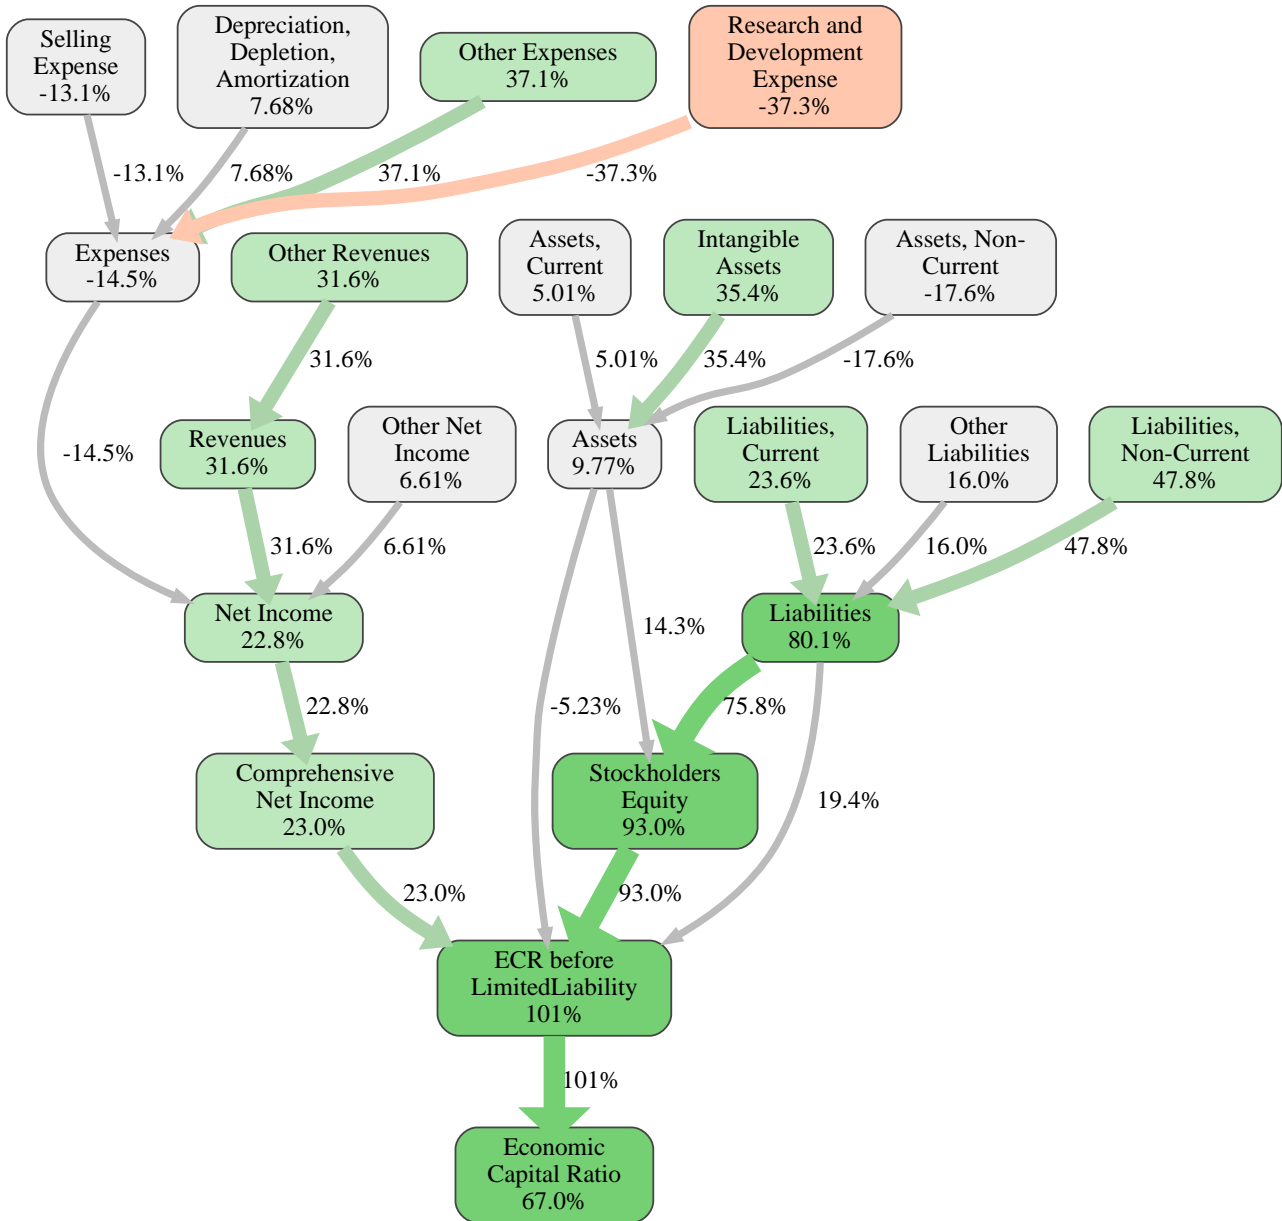 Selling
Expense
-13.1%
Depreciation,
Depletion,
Amortization
7.68%
Other Expenses
37.1%
Research and
Development
Expense
-37.3%
-13.1%
7.68%
37.1%
-37.3%
Expenses
-14.5%
Other Revenues
31.6%
Assets,
Current
5.01%
Intangible
Assets
35.4%
Assets, Non-
Current
-17.6%
31.6%
5.01%
35.4%
-17.6%
-14.5%
Revenues
31.6%
Other Net
Income
6.61%
Assets
9.77%
Liabilities,
Current
23.6%
Other
Liabilities
16.0%
Liabilities,
Non-Current
47.8%
31.6%
6.61%
23.6%
16.0%
47.8%
Net Income
22.8%
14.3%
Liabilities
80.1%
22.8%
-5.23%
75.8%
Comprehensive
Net Income
23.0%
Stockholders
Equity
93.0%
19.4%
23.0%
93.0%
ECR before
LimitedLiability
101%
101%
Economic
Capital Ratio
67.0%